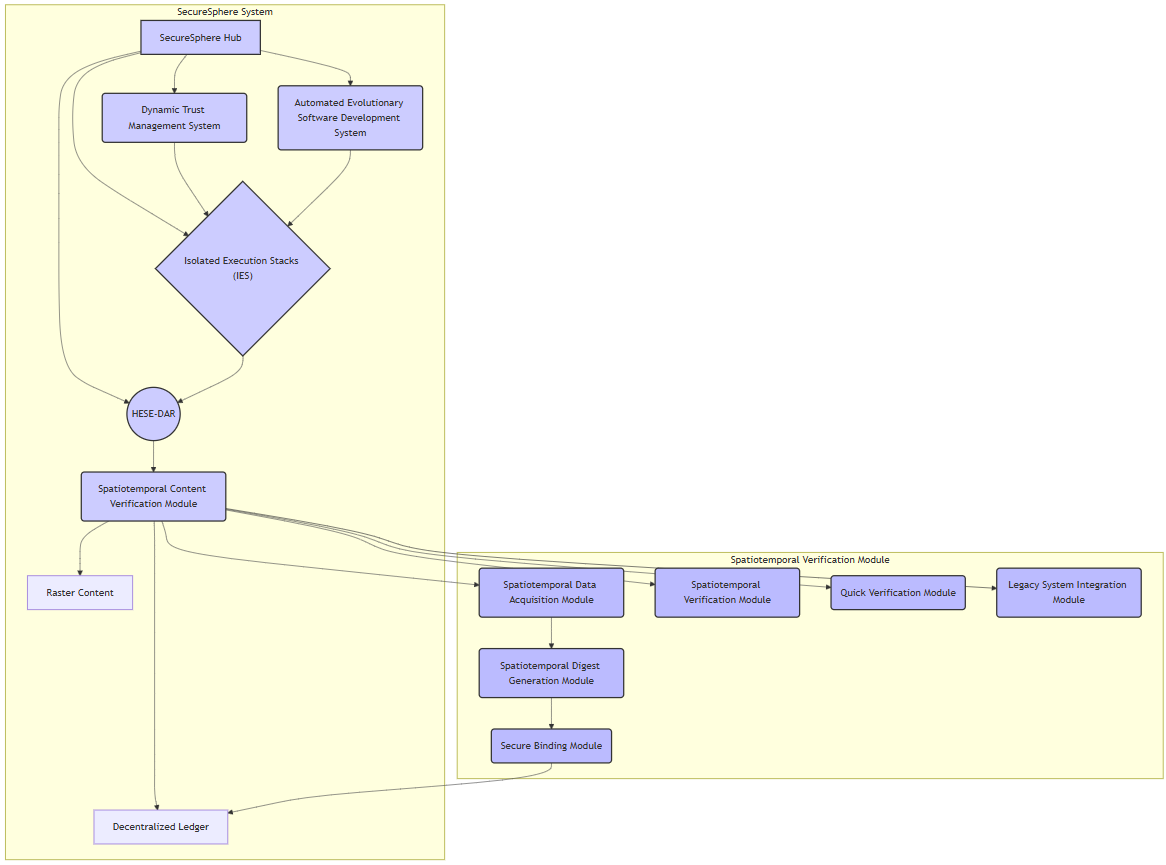 SecureSphere System
SecureSphere Hub
Dynamic Trust
Management System
Automated Evolutionary
Software Development
System
Isolated Execution Stacks
(IES)
HESE-DAR
Spatiotemporal Content
Verification Module
Raster Content
Decentralized Ledger
Spatiotemporal Verification Module
Spatiotemporal Data
Acquisition Module
Spatiotemporal
Verification Module
Quick Verification Module
Legacy System Integration
Module
Spatiotemporal Digest
Generation Module
Secure Binding Module